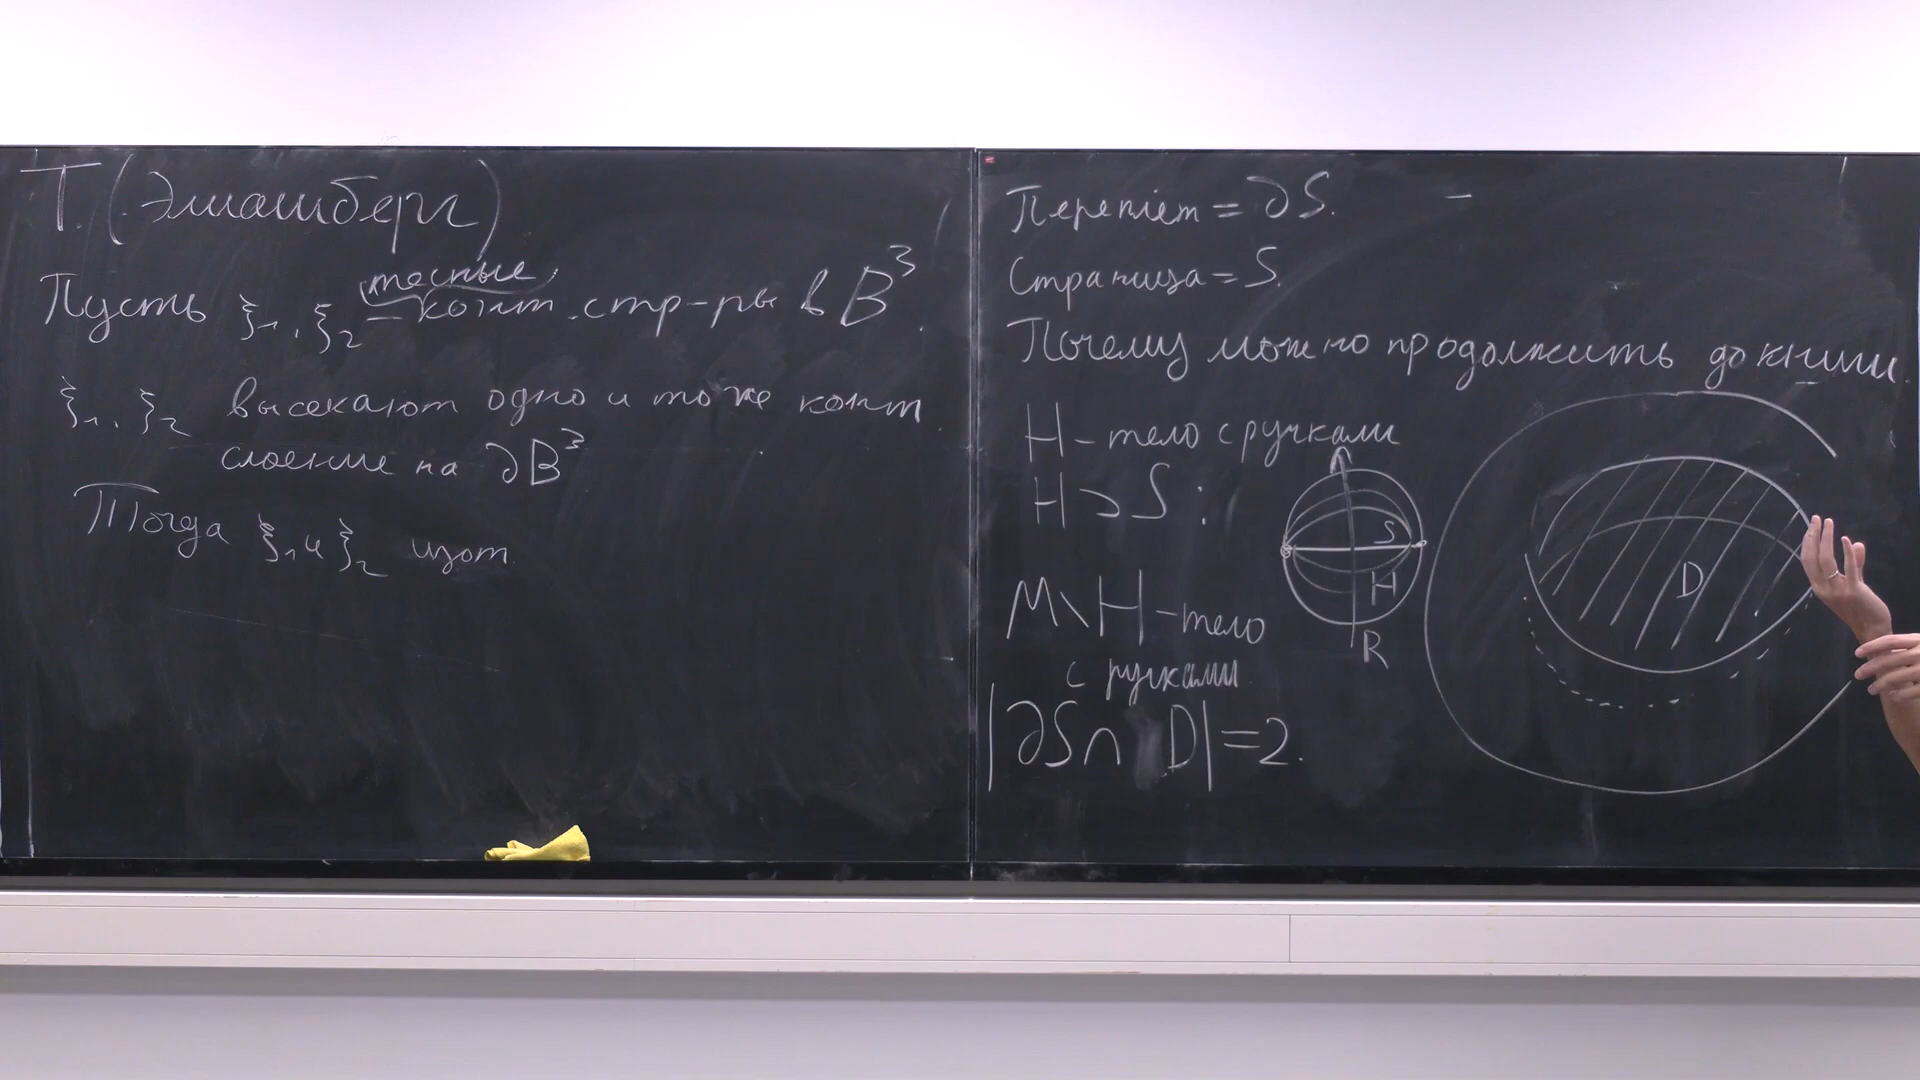 Т. (Элиашберг)
тесные
Пусть ξ₁, ξ₂ – конт. стр-ры в B³.
ξ₁, ξ₂ высекают одно и то же конт
слоение на ∂B³
Тогда ξ₁ и ξ₂ изот.
Переплёт = ∂S.
Страница = S.
Почему можно продолжить до книги.
H – тело с ручками
H ⊃ S :
M \ H – тело
с ручками
|∂S ∩ D| = 2.
S
H
R
D